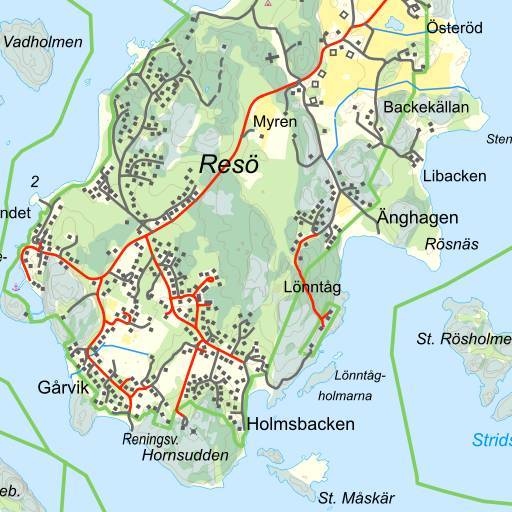 Österöd
Vadholmen
Backekällan
Myren
Sten
Resö
Libacken
2
ndet
Änghagen
Rösnäs
e-
Lönntåg
St. Rösholme
Lönntåg-
holmarna
Gårvik
Holmsbacken
Reningsv.
Hornsudden
Strids
eb.
St. Måskär